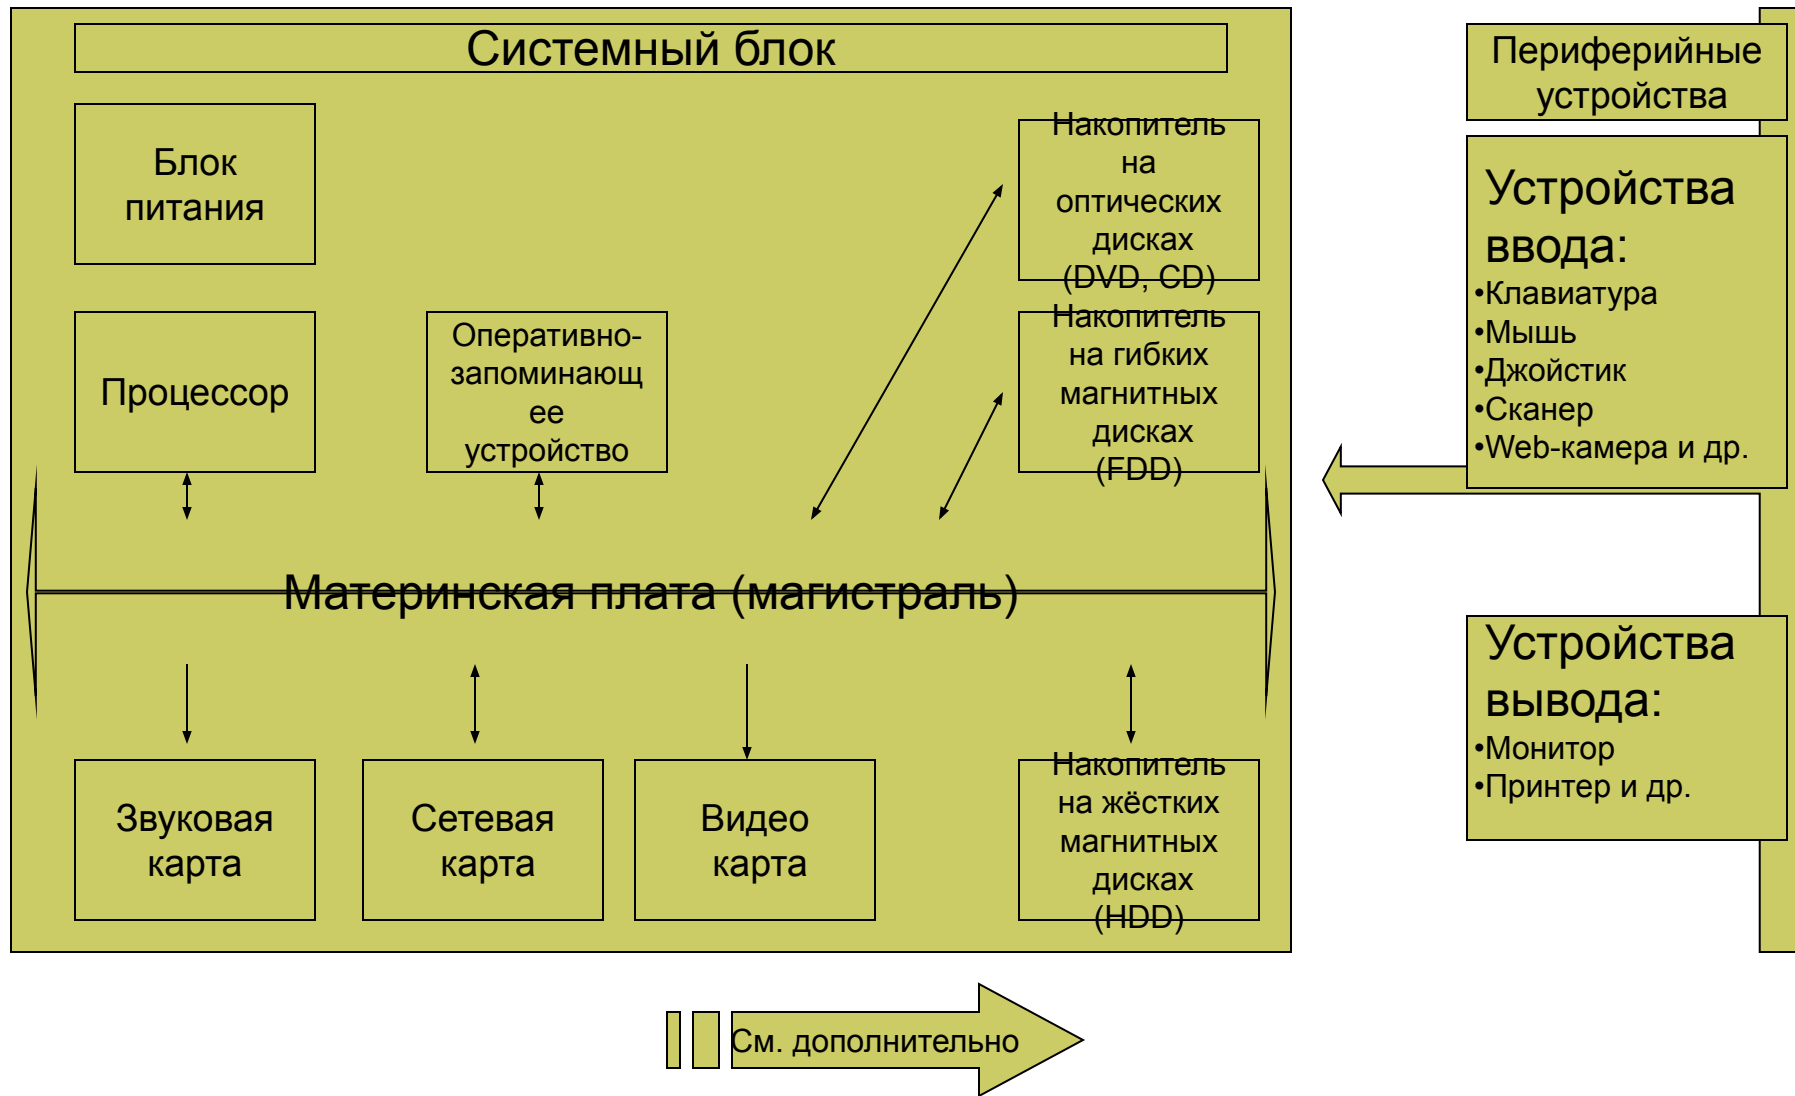 Системный блок
Блок
питания
Накопитель
на
оптических
дисках
(DVD, CD)
Процессор
Оперативно-
запоминающ
ее
устройство
Накопитель
на гибких
магнитных
дисках
(FDD)
Материнская плата (магистраль)
Звуковая
карта
Сетевая
карта
Видео
карта
Накопитель
на жёстких
магнитных
дисках
(HDD)
Периферийные
устройства
Устройства
ввода:
•Клавиатура
•Мышь
•Джойстик
•Сканер
•Web-камера и др.
Устройства
вывода:
•Монитор
•Принтер и др.
См. дополнительно